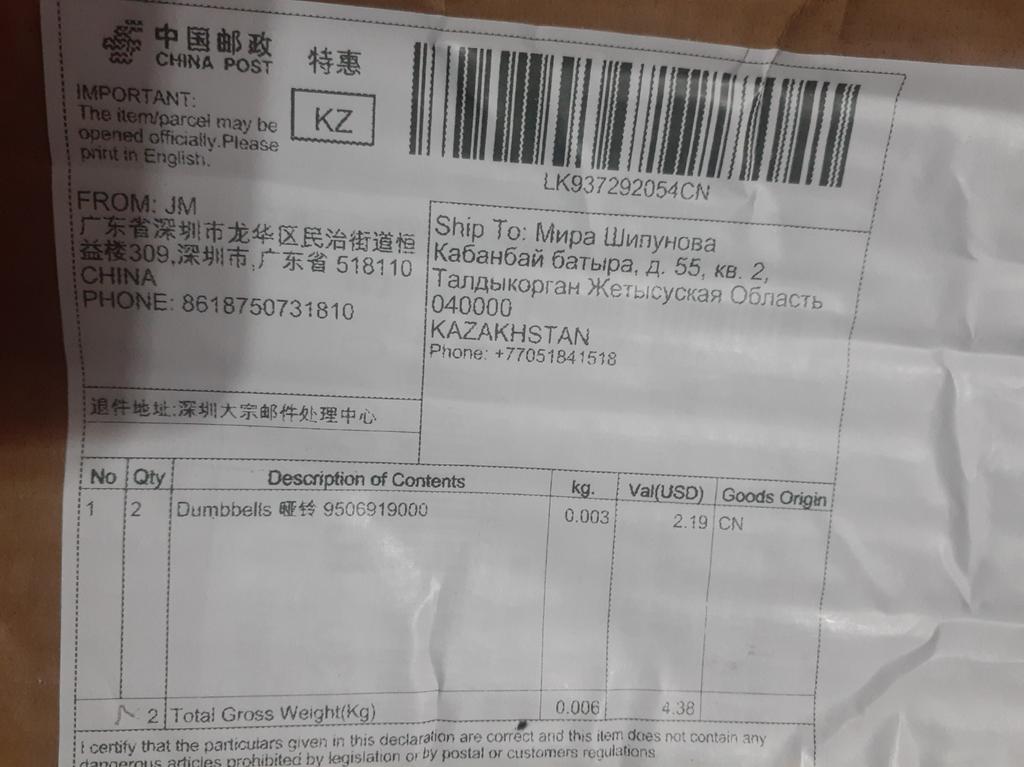 中国邮政
CHINA POST
特惠
IMPORTANT:
The item/parcel may be
opened officially.Please
print in English.
KZ
LK937292054CN
FROM: JM
广东省深圳市龙华区民治街道恒
益楼309,深圳市,广东省 518110
CHINA
PHONE: 8618750731810
Ship To: Мира Шипунова
Кабанбай батыра, д. 55, кв. 2,
Талдыкорган Жетысуская Область
040000
KAZAKHSTAN
Phone: +77051841518
退件地址:深圳大宗邮件处理中心
No Qty Description of Contents kg. Val(USD) Goods Origin
1 2 Dumbbells 哑铃 9506919000 0.003 2.19 CN
2 Total Gross Weight(Kg) 0.006 4.38
I certify that the particulars given in this declaration are correct and this item does not contain any
dangerous articles prohibited by legislation or by postal or customers regulations